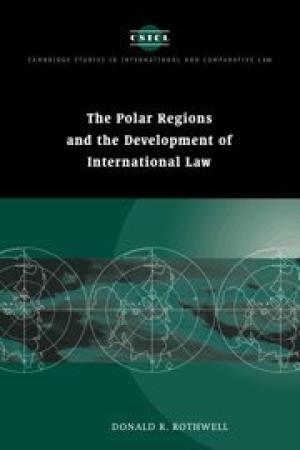 CSICL
CAMBRIDGE STUDIES IN INTERNATIONAL AND COMPARATIVE LAW
The Polar Regions
and the Development of
International Law
DONALD R. ROTHWELL